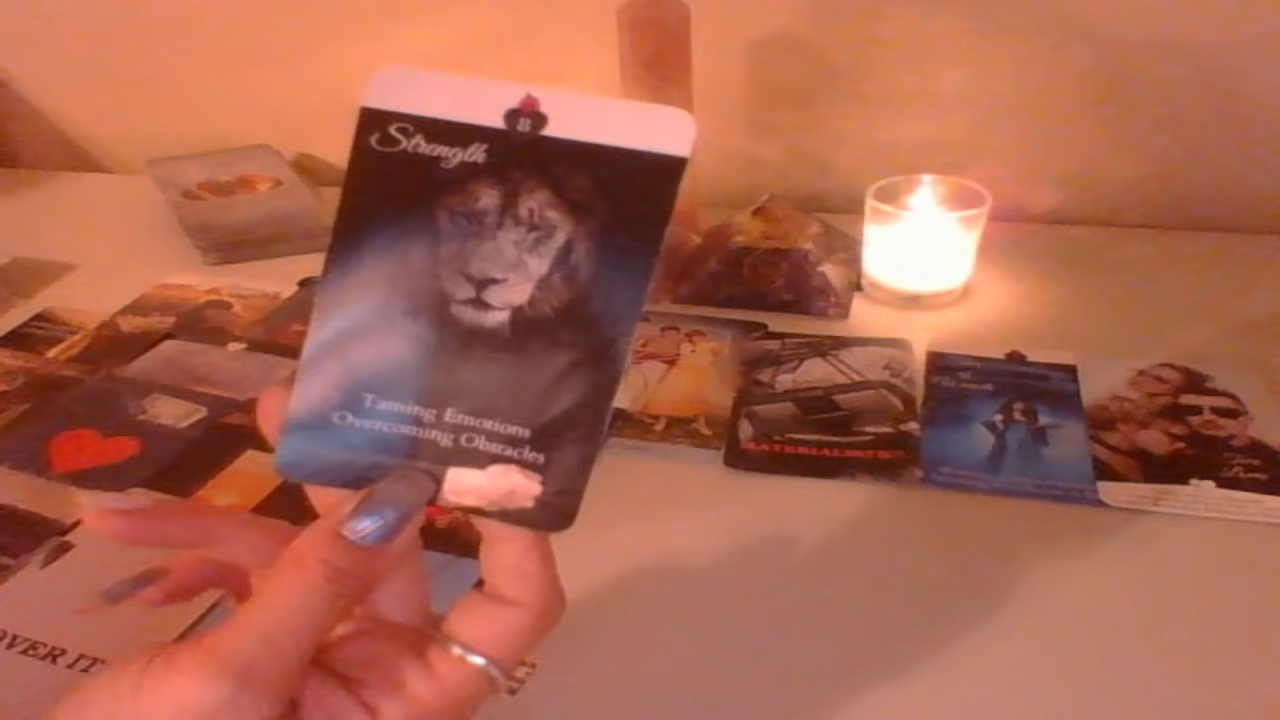 8
Strength
Taming Emotions
Overcoming Obstacles
MATERIALISTIC
OVER IT